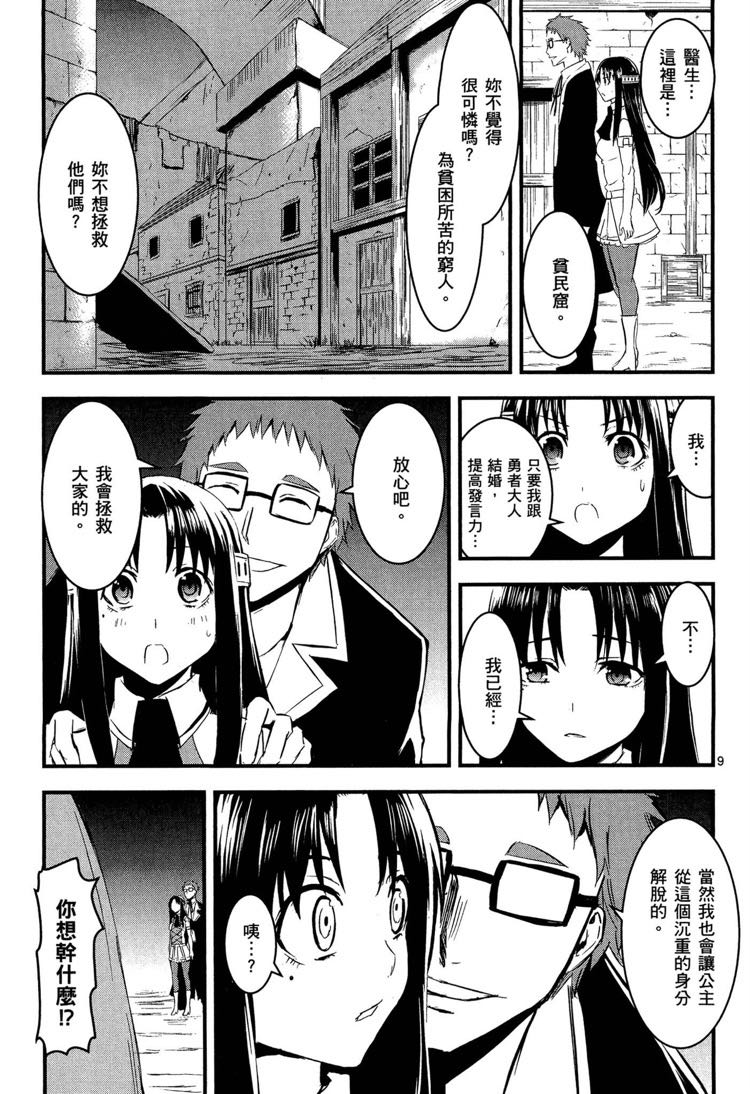 醫生…
這裡是…
貧民窟。
妳不覺得
很可憐嗎？
為貧困所苦的窮人。
妳不想拯救
他們嗎？
我…
只要我跟
勇者大人
結婚，
提高發言力…
不…
我已經…
放心吧。
我會拯救
大家的。
9
當然我也會讓公主
從這個沉重的身分
解脫的。
咦…？
你想幹什麼!?